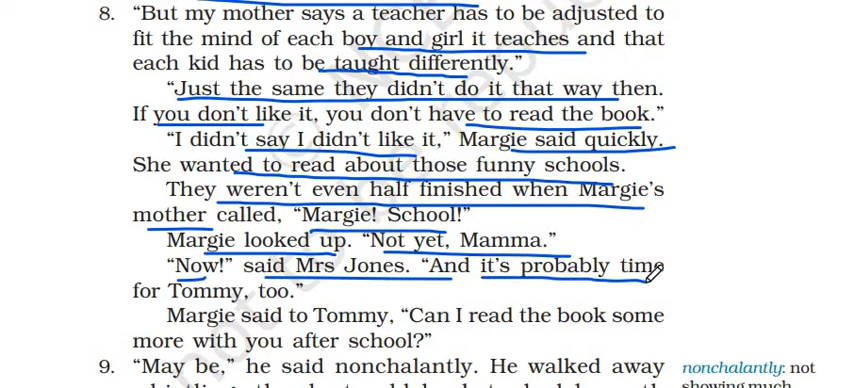 8. “But my mother says a teacher has to be adjusted to
fit the mind of each boy and girl it teaches and that
each kid has to be taught differently.”
“Just the same they didn’t do it that way then.
If you don’t like it, you don’t have to read the book.”
“I didn’t say I didn’t like it,” Margie said quickly.
She wanted to read about those funny schools.
They weren’t even half finished when Margie’s
mother called, “Margie! School!”
Margie looked up. “Not yet, Mamma.”
“Now!” said Mrs Jones. “And it’s probably time
for Tommy, too.”
Margie said to Tommy, “Can I read the book some
more with you after school?”
9. “May be,” he said nonchalantly. He walked away
nonchalantly: not
showing much